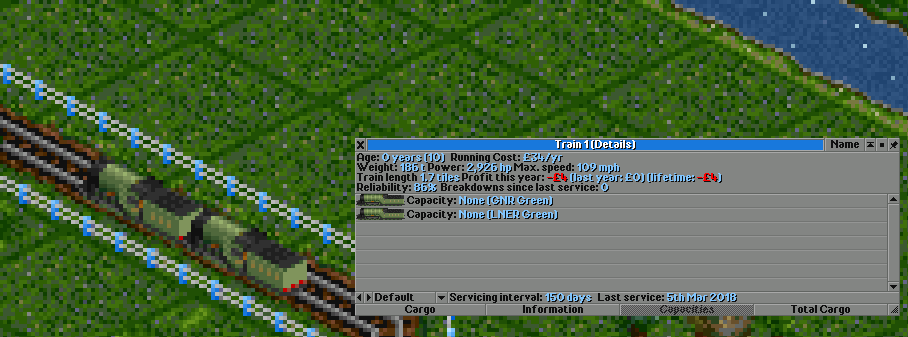 Train 1 (Details) Name
Age: 0 years (10) Running Cost: £34/yr
Weight: 186 t Power: 2,926 hp Max. speed: 109 mph
Train length 1.7 tiles Profit this year: -£4 (last year: £0) (lifetime: -£4)
Reliability: 86% Breakdowns since last service: 0
Capacity: None (GNR Green)
Capacity: None (LNER Green)
Default Servicing interval: 150 days Last service: 5th Mar 2018
Cargo Information Capacities Total Cargo